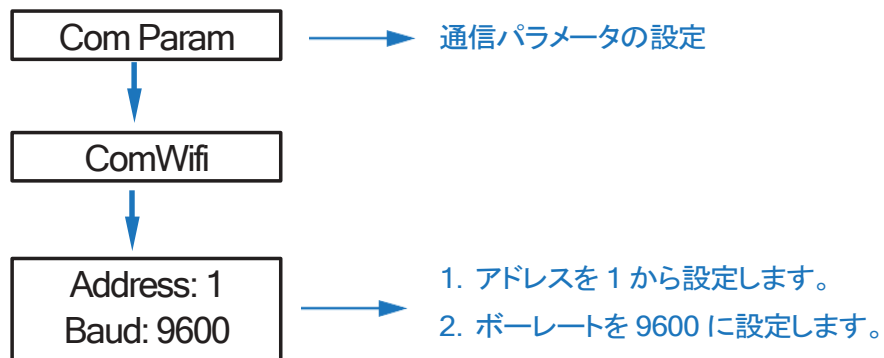 Com Param
通信パラメータの設定
ComWifi
Address: 1
Baud: 9600
1. アドレスを 1 から設定します。
2. ボーレートを 9600 に設定します。